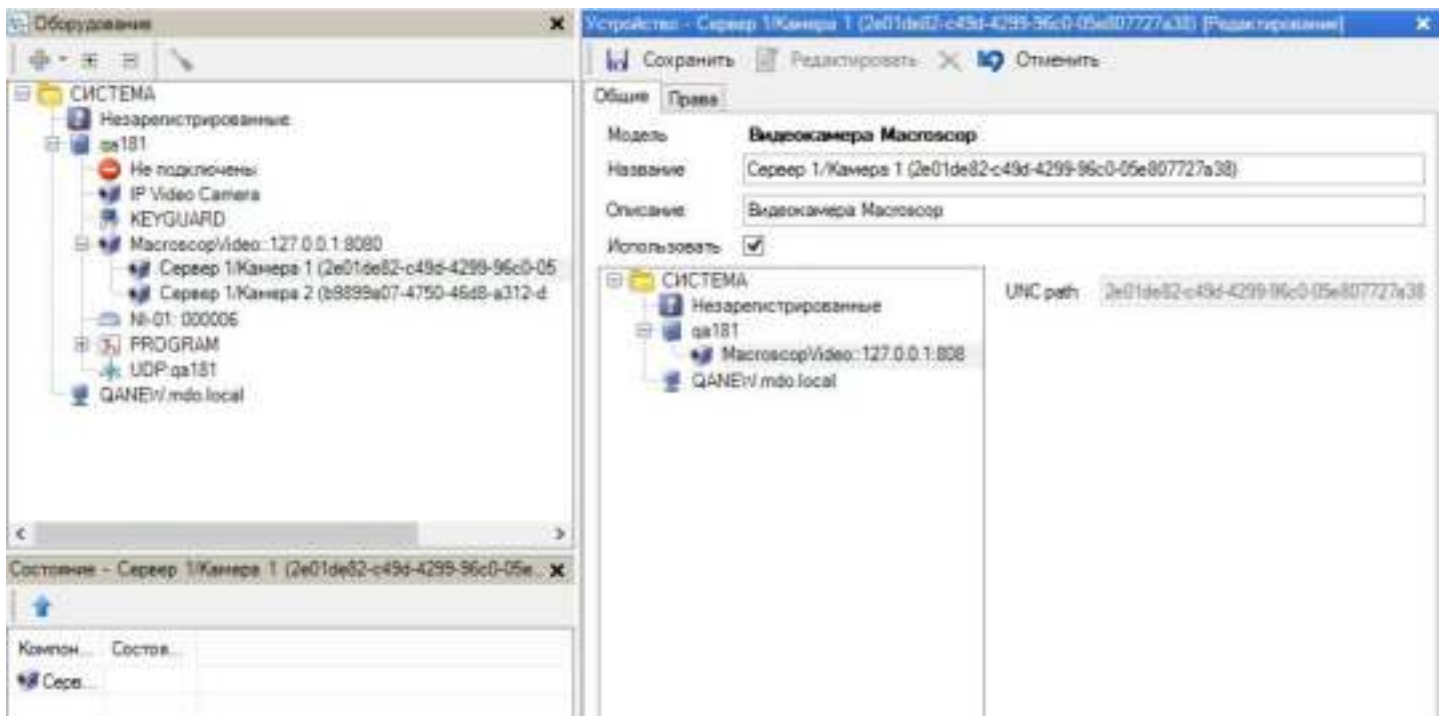 Оборудование
СИСТЕМА
Незарегистрированные
qa181
Не подключены
IP Video Camera
KEYGUARD
MacroscopVideo::127.0.0.1:8080
Сервер 1/Камера 1 (2e01de82-c49d-4299-96c0-05
Сервер 1/Камера 2 (b9899a07-4750-46d8-a312-d
NI-01: 000006
PROGRAM
UDP:qa181
QANEW.mdo.local
Состояние - Сервер 1/Камера 1 (2e01de82-c49d-4299-96c0-05e...
Компон... Состоя...
Серв...
Устройство - Сервер 1/Камера 1 (2e01de82-c49d-4299-96c0-05e807727a38) [Редактирование]
Сохранить Редактировать Отменить
Общие Права
Модель Видеокамера Macroscop
Название Сервер 1/Камера 1 (2e01de82-c49d-4299-96c0-05e807727a38)
Описание Видеокамера Macroscop
Использовать
СИСТЕМА
Незарегистрированные
qa181
MacroscopVideo::127.0.0.1:808
QANEW.mdo.local
UNC path 2e01de82-c49d-4299-96c0-05e807727a38